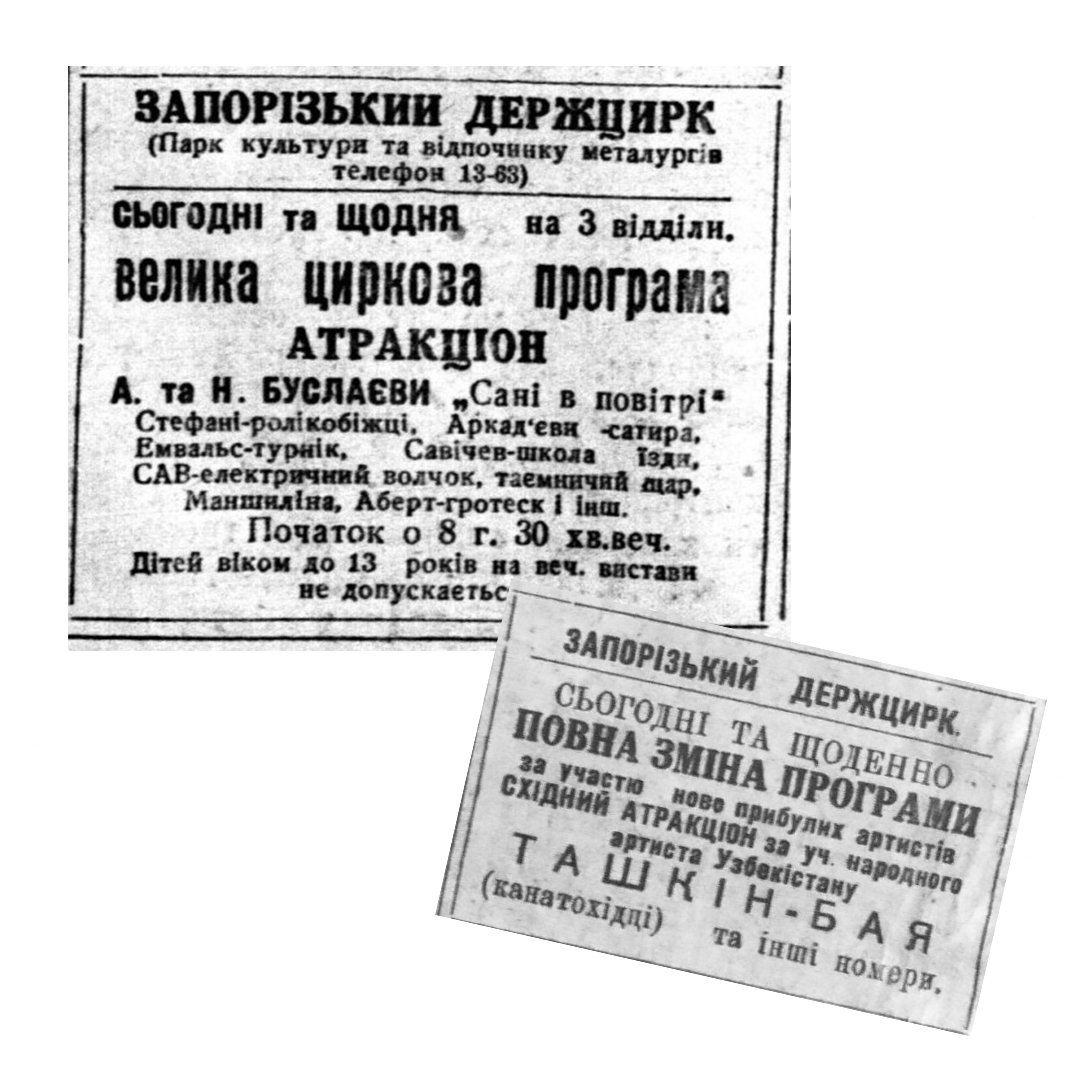 ЗАПОРІЗЬКИЙ ДЕРЖЦИРК
(Парк культури та відпочинку металургів
телефон 13-63)
СЬОГОДНІ та ЩОДНЯ на 3 відділи.
велика циркова програма
АТРАКЦІОН
А. та Н. БУСЛАЄВИ „Сані в повітрі"
Стефані-ролікобіжці, Аркад'єви -сатира,
Емвальс-турнік, Савічев-школа їзди,
САВ-електричний волчок, таємничий шар,
Маншиліна, Аберт-гротеск і інш.
Початок о 8 г. 30 хв.веч.
Дітей віком до 13 років на веч. вистави
не допускаєтьс
ЗАПОРІЗЬКИЙ ДЕРЖЦИРК.
СЬОГОДНІ ТА ЩОДЕННО
ПОВНА ЗМІНА ПРОГРАМИ
за участю ново прибулих артистів
СХІДНИЙ АТРАКЦІОН за уч. народного
артиста Узбекістану
ТАШКІН-БАЯ
(канатохідці) та інші номери.